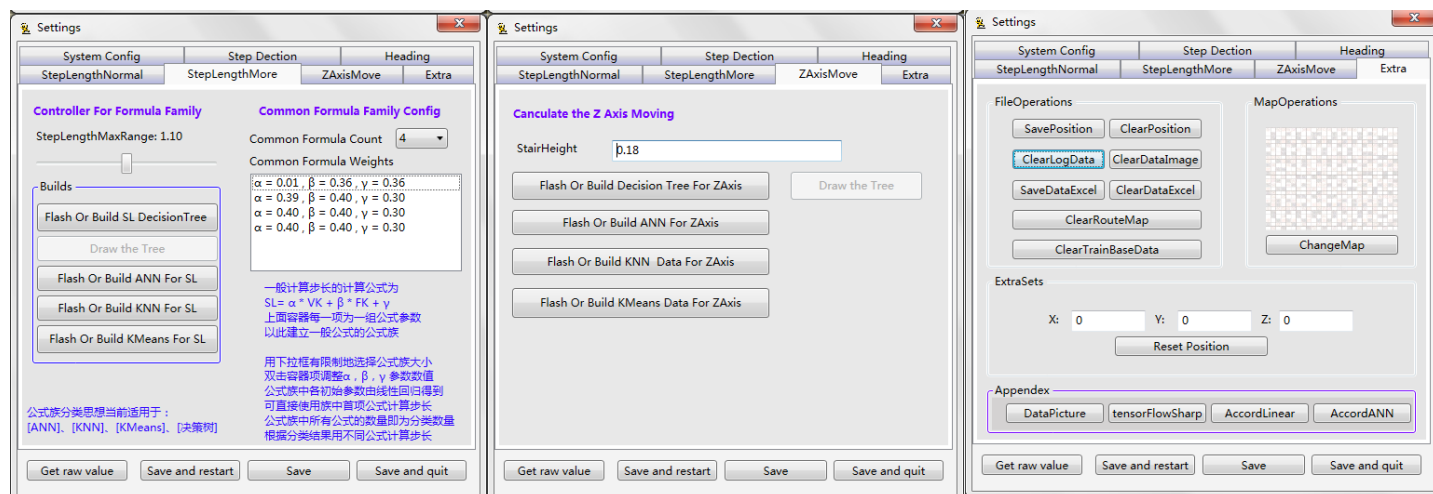 Settings
System Config
Step Dection
Heading
StepLengthNormal
StepLengthMore
ZAxisMove
Extra
Controller For Formula Family
StepLengthMaxRange: 1.10
Builds
Flash Or Build SL DecisionTree
Draw the Tree
Flash Or Build ANN For SL
Flash Or Build KNN For SL
Flash Or Build KMeans For SL
公式族分类思想当前适用于：
[ANN]、[KNN]、[KMeans]、[决策树]
Common Formula Family Config
Common Formula Count 4
Common Formula Weights
α = 0.01 , β = 0.36 , γ = 0.36
α = 0.39 , β = 0.40 , γ = 0.30
α = 0.40 , β = 0.40 , γ = 0.30
α = 0.40 , β = 0.40 , γ = 0.30
一般计算步长的计算公式为
SL= α * VK + β * FK + γ
上面容器每一项为一组公式参数
以此建立一般公式的公式族
用下拉框有限制地选择公式族大小
双击容器项调整α , β , γ 参数数值
公式族中各初始参数由线性回归得到
可直接使用族中首项公式计算步长
公式族中所有公式的数量即为分类数量
根据分类结果用不同公式计算步长
Get raw value
Save and restart
Save
Save and quit
Settings
System Config
Step Dection
Heading
StepLengthNormal
StepLengthMore
ZAxisMove
Extra
Canculate the Z Axis Moving
StairHeight 0.18
Flash Or Build Decision Tree For ZAxis
Draw the Tree
Flash Or Build ANN For ZAxis
Flash Or Build KNN  Data For ZAxis
Flash Or Build KMeans Data For ZAxis
Get raw value
Save and restart
Save
Save and quit
Settings
System Config
Step Dection
Heading
StepLengthNormal
StepLengthMore
ZAxisMove
Extra
FileOperations
SavePosition
ClearPosition
ClearLogData
ClearDataImage
SaveDataExcel
ClearDataExcel
ClearRouteMap
ClearTrainBaseData
MapOperations
ChangeMap
ExtraSets
X: 0
Y: 0
Z: 0
Reset Position
Appendex
DataPicture
tensorFlowSharp
AccordLinear
AccordANN
Get raw value
Save and restart
Save
Save and quit